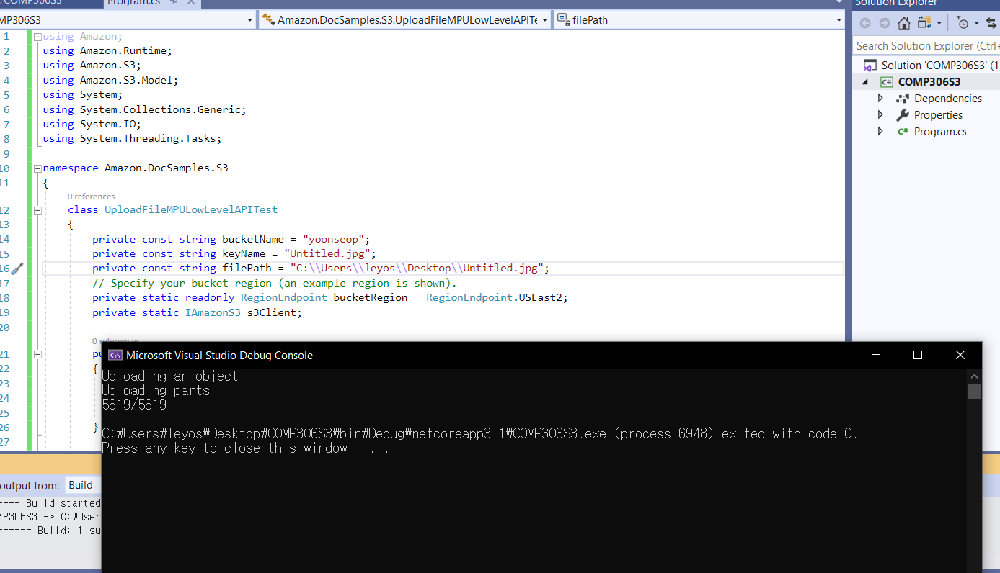 COMP306S3
Program.cs
MP306S3
Amazon.DocSamples.S3.UploadFileMPULowLevelAPITe
filePath
1 using Amazon;
2 using Amazon.Runtime;
3 using Amazon.S3;
4 using Amazon.S3.Model;
5 using System;
6 using System.Collections.Generic;
7 using System.IO;
8 using System.Threading.Tasks;
9
10 namespace Amazon.DocSamples.S3
11 {
0 references
12 class UploadFileMPULowLevelAPITest
13 {
14 private const string bucketName = "yoonseop";
15 private const string keyName = "Untitled.jpg";
16 private const string filePath = "C:\\Users\\leyos\\Desktop\\Untitled.jpg";
17 // Specify your bucket region (an example region is shown).
18 private static readonly RegionEndpoint bucketRegion = RegionEndpoint.USEast2;
19 private static IAmazonS3 s3Client;
20
0 references
21 pu
22 {
23
24
25
26 }
27
Solution Explorer
Search Solution Explorer (Ctrl+
Solution 'COMP306S3' (1
C# COMP306S3
Dependencies
Properties
C# Program.cs
Microsoft Visual Studio Debug Console
Uploading an object
Uploading parts
5619/5619
C:₩Users₩leyos₩Desktop₩COMP306S3₩bin₩Debug₩netcoreapp3.1₩COMP306S3.exe (process 6948) exited with code 0.
Press any key to close this window . . .
output from: Build
---- Build started
MP306S3 -> C:₩User
====== Build: 1 su